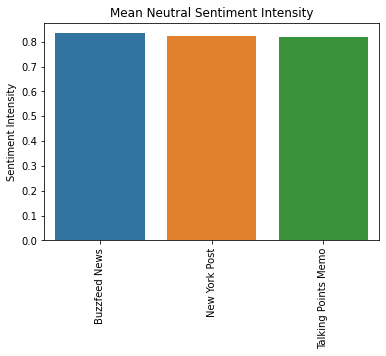 Mean Neutral Sentiment Intensity
Sentiment Intensity
0.8
0.7
0.6
0.5
0.4
0.3
0.2
0.1
0.0
Buzzfeed News
New York Post
Talking Points Memo